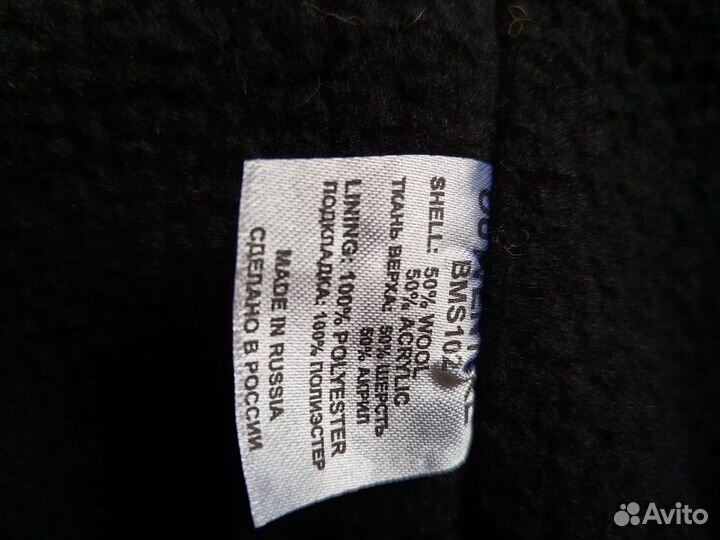 BMS102
SHELL: 50% WOOL
50% ACRYLIC
ТКАНЬ ВЕРХА: 50% ШЕРСТЬ
50% АКРИЛ
LINING: 100% POLYESTER
ПОДКЛАДКА: 100% ПОЛИЭСТЕР
MADE IN RUSSIA
СДЕЛАНО В РОССИИ
Avito